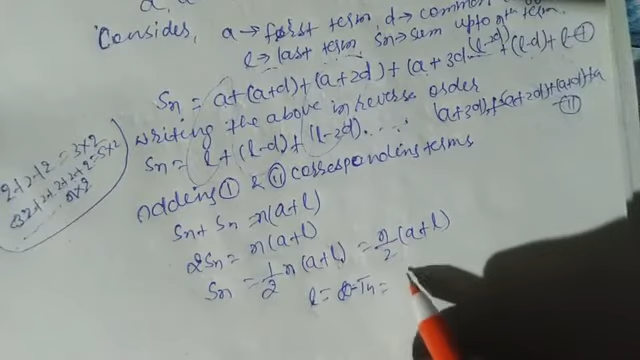 Consider, a → first term, d → common
l → last term, Sn → sum upto nth term.
Sn = a + (a+d) + (a+2d) + (a+3d) (l-2d) + (l-d) + l -①
writing the above in reverse order
Sn = l + (l-d) + (l-2d) ..... (a+3d)+(a+2d)+(a+d)+a
-②
Adding ① & ② corresponding terms
Sn + Sn = n(a+l)
2Sn = n(a+l)
Sn = 1/2 n(a+l) = n/2 (a+l)
l = Tn =
2+2+2 = 3×2
2+2+2+2+2 = 5×2
n×2